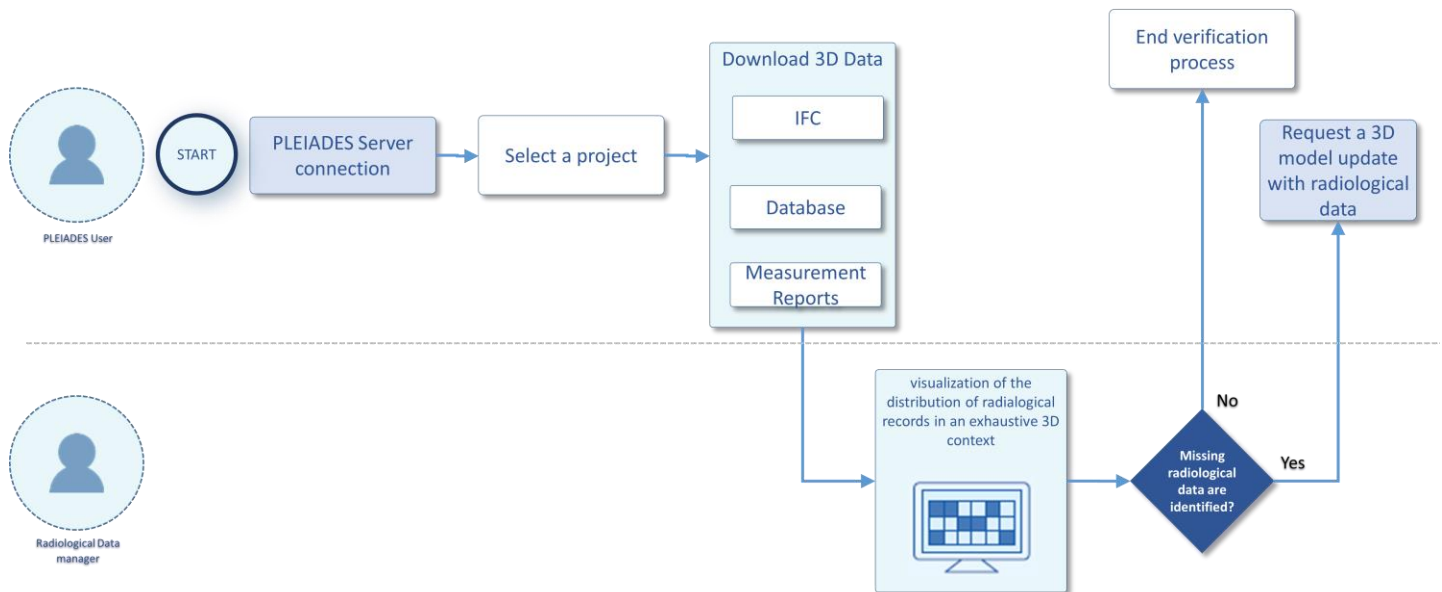 PLEIADES User
START
PLEIADES Server
connection
Select a project
Download 3D Data
IFC
Database
Measurement
Reports
End verification
process
Request a 3D
model update
with radiological
data
Radiological Data
manager
visualization of the
distribution of radialogical
records in an exhaustive 3D
context
Missing
radiological
data are
identified?
No
Yes